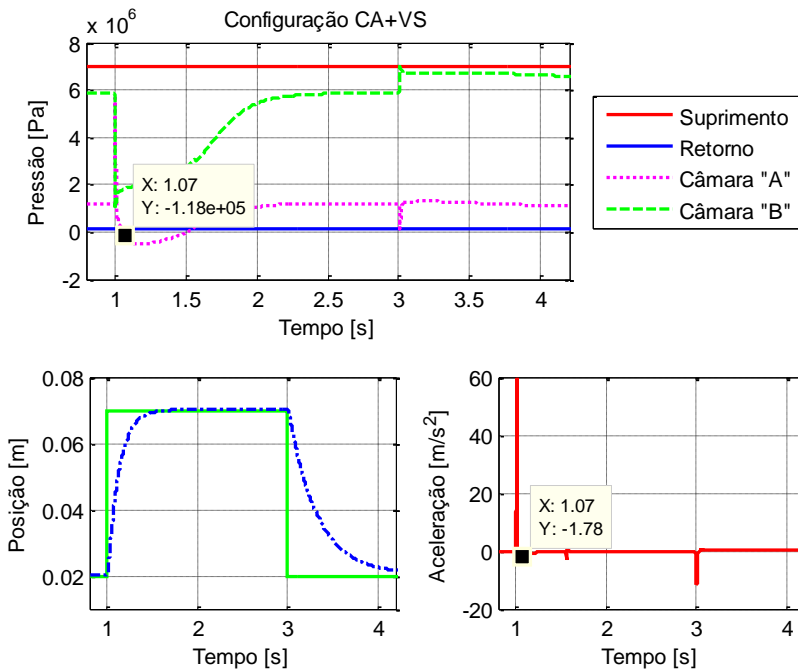 Configuração CA+VS
x 10^6
8
6
4
2
0
-2
Pressão [Pa]
X: 1.07
Y: -1.18e+05
1 1.5 2 2.5 3 3.5 4
Tempo [s]
Suprimento
Retorno
Câmara "A"
Câmara "B"
0.08
0.06
0.04
0.02
Posição [m]
1 2 3 4
Tempo [s]
60
40
20
0
-20
Aceleração [m/s²]
X: 1.07
Y: -1.78
1 2 3 4
Tempo [s]